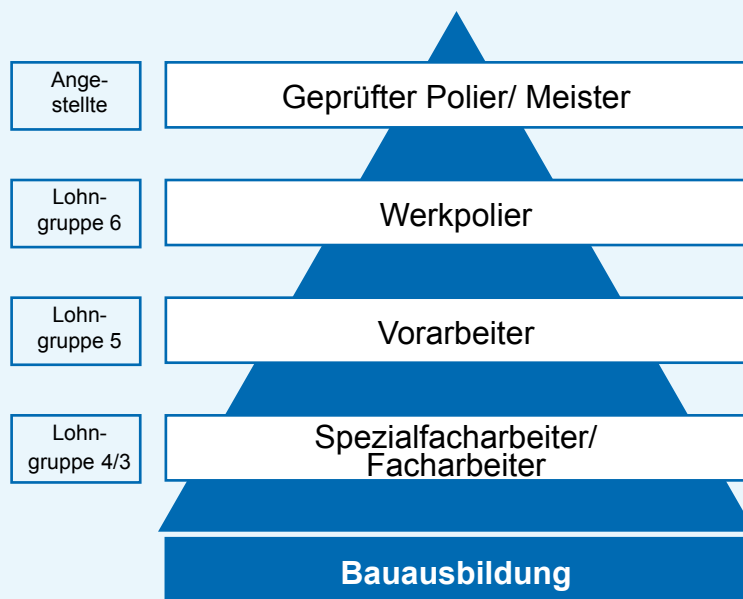 Ange-
stellte
Geprüfter Polier/ Meister
Lohn-
gruppe 6
Werkpolier
Lohn-
gruppe 5
Vorarbeiter
Lohn-
gruppe 4/3
Spezialfacharbeiter/
Facharbeiter
Bauausbildung